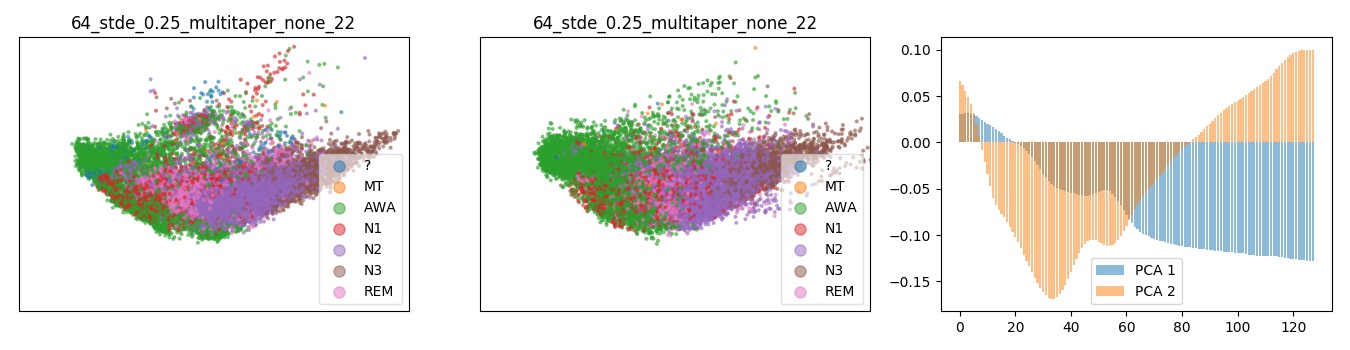 64_stde_0.25_multitaper_none_22
?
MT
AWA
N1
N2
N3
REM
64_stde_0.25_multitaper_none_22
?
MT
AWA
N1
N2
N3
REM
0.10
0.05
0.00
−0.05
−0.10
−0.15
PCA 1
PCA 2
0 20 40 60 80 100 120